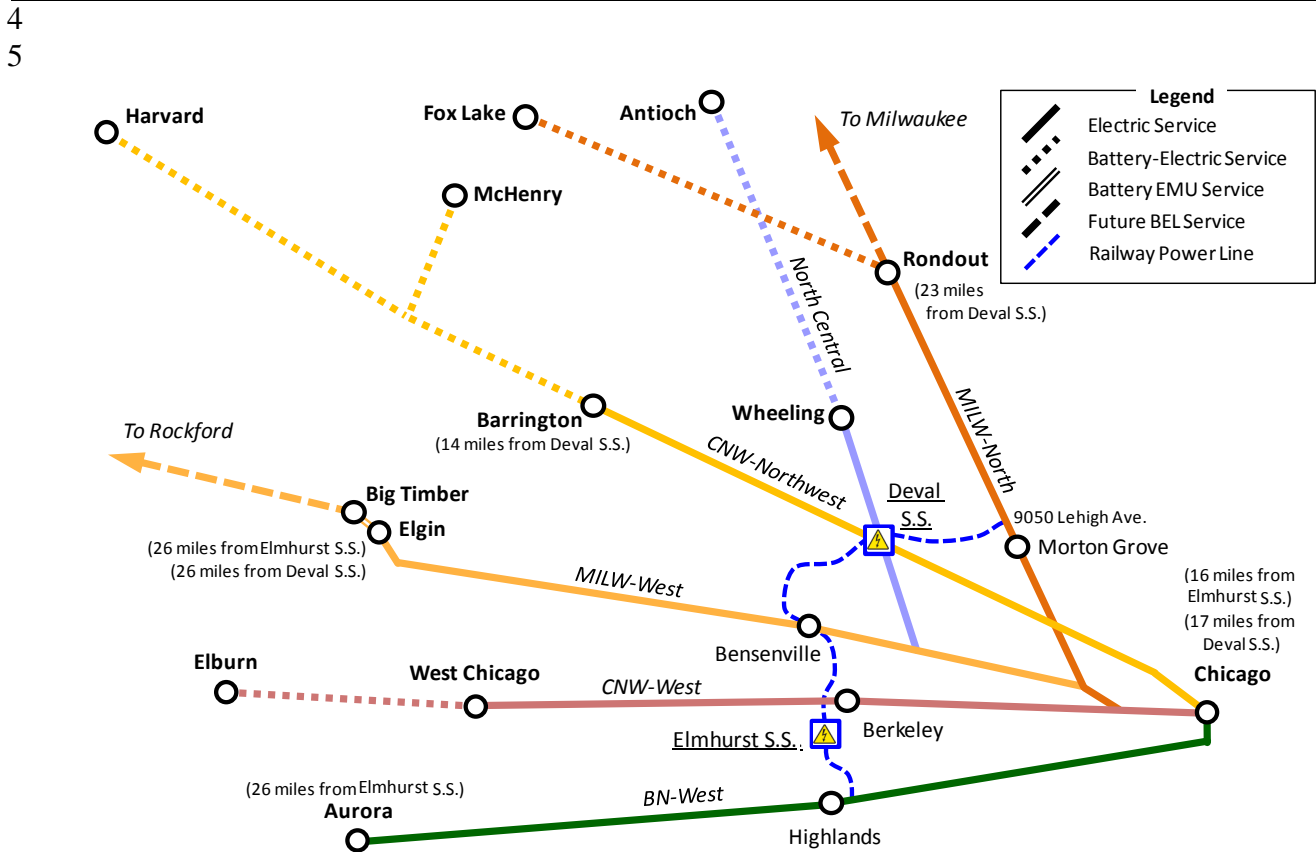 4
5
Harvard
Fox Lake
Antioch
To Milwaukee
Legend
Electric Service
Battery-Electric Service
Battery EMU Service
Future BEL Service
Railway Power Line
McHenry
North Central
Rondout
(23 miles
from Deval S.S.)
Barrington
(14 miles from Deval S.S.)
Wheeling
CNW-Northwest
MILW-North
To Rockford
Big Timber
Elgin
(26 miles from Elmhurst S.S.)
(26 miles from Deval S.S.)
Deval
S.S.
9050 Lehigh Ave.
Morton Grove
MILW-West
(16 miles from
Elmhurst S.S.)
(17 miles from
Deval S.S.)
Chicago
Bensenville
Elburn
West Chicago
CNW-West
Berkeley
Elmhurst S.S.
(26 miles from Elmhurst S.S.)
Aurora
BN-West
Highlands